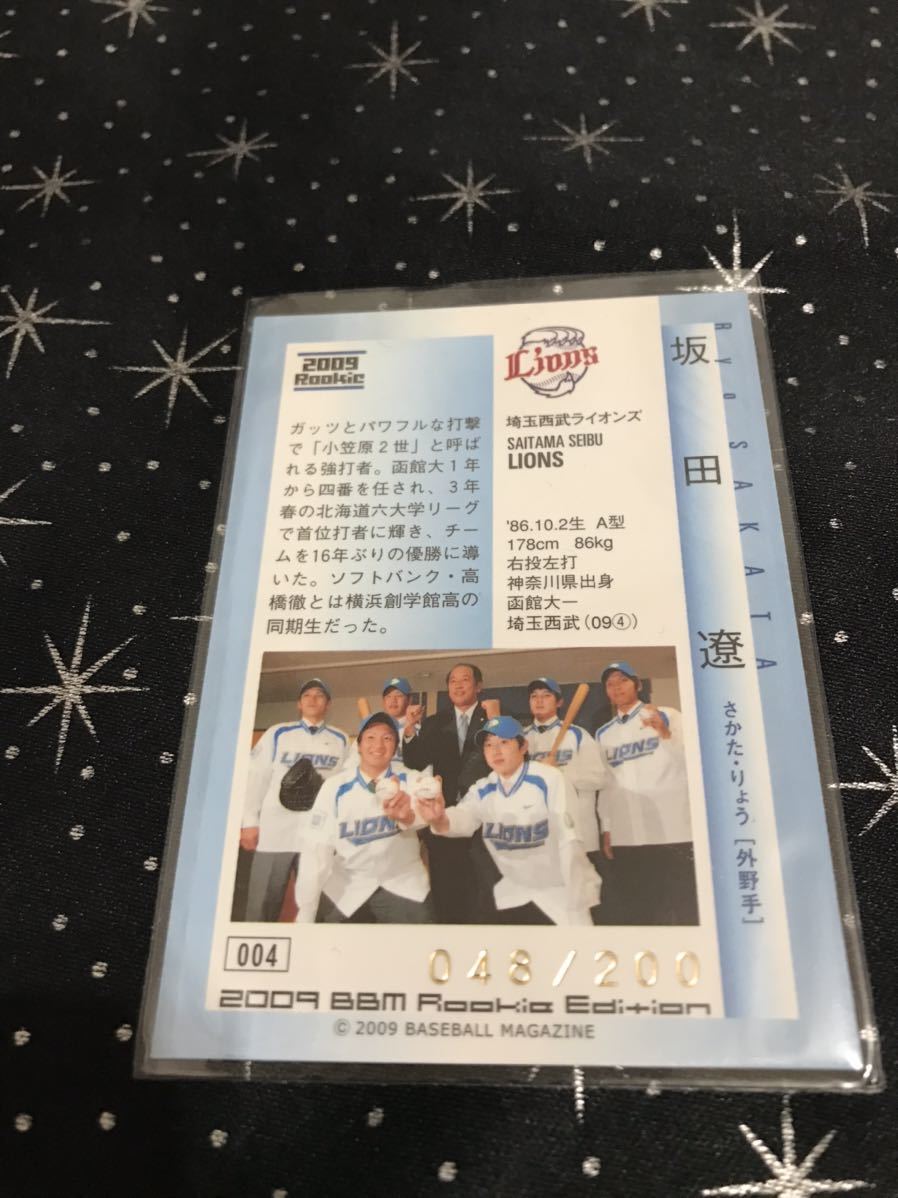 2009
Rookie
ガッツとパワフルな打撃
で「小笠原2世」と呼ば
れる強打者。函館大1年
から四番を任され、3年
春の北海道六大学リーグ
で首位打者に輝き、チー
ムを16年ぶりの優勝に導
いた。ソフトバンク・高
橋徹とは横浜創学館高の
同期生だった。
Lions
埼玉西武ライオンズ
SAITAMA SEIBU
LIONS
'86.10.2生 A型
178cm 86kg
右投左打
神奈川県出身
函館大―
埼玉西武(09④)
RYO SAKATA
坂田遼
さかた・りょう[外野手]
LIONS
LIONS
LIONS
LIONS
004
048/200
2009 BBM Rookie Edition
© 2009 BASEBALL MAGAZINE